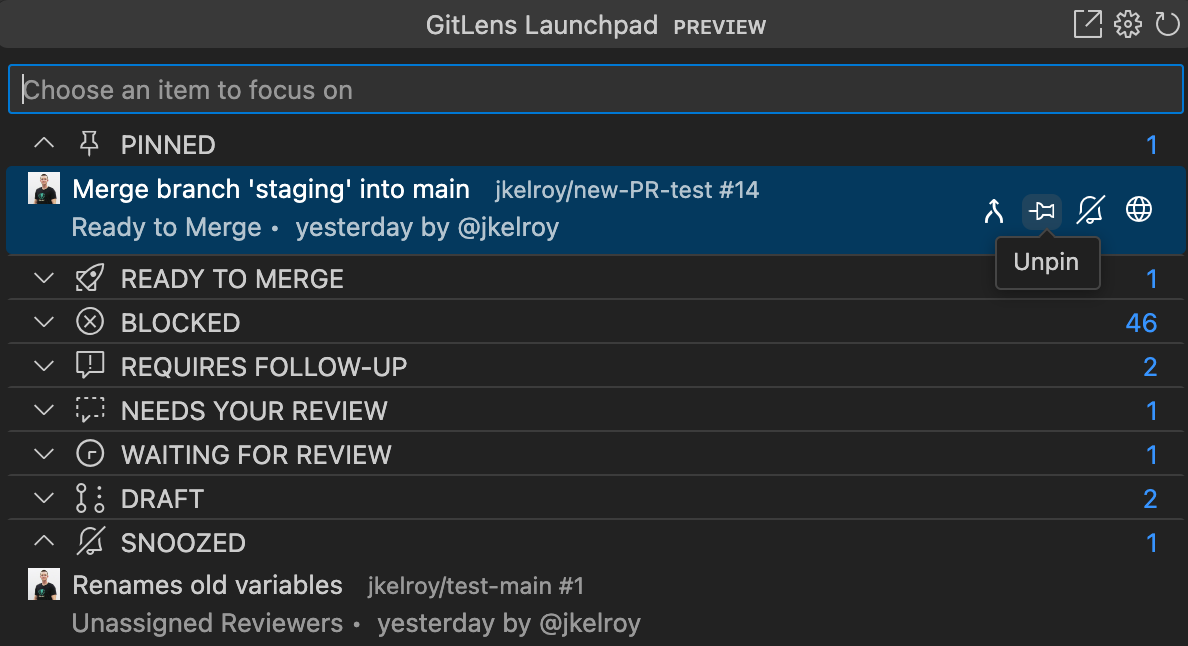 GitLens Launchpad PREVIEW
Choose an item to focus on
PINNED 1
Merge branch 'staging' into main jkelroy/new-PR-test #14
Ready to Merge • yesterday by @jkelroy
Unpin
READY TO MERGE 1
BLOCKED 46
REQUIRES FOLLOW-UP 2
NEEDS YOUR REVIEW 1
WAITING FOR REVIEW 1
DRAFT 2
SNOOZED 1
Renames old variables jkelroy/test-main #1
Unassigned Reviewers • yesterday by @jkelroy